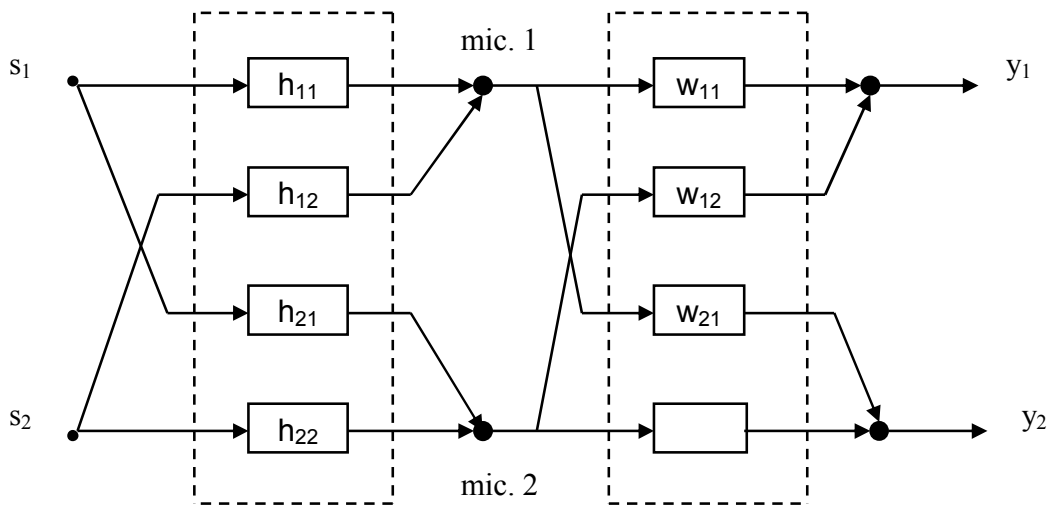 mic. 1
s₁
h₁₁
w₁₁
y₁
h₁₂
w₁₂
h₂₁
w₂₁
s₂
h₂₂
y₂
mic. 2